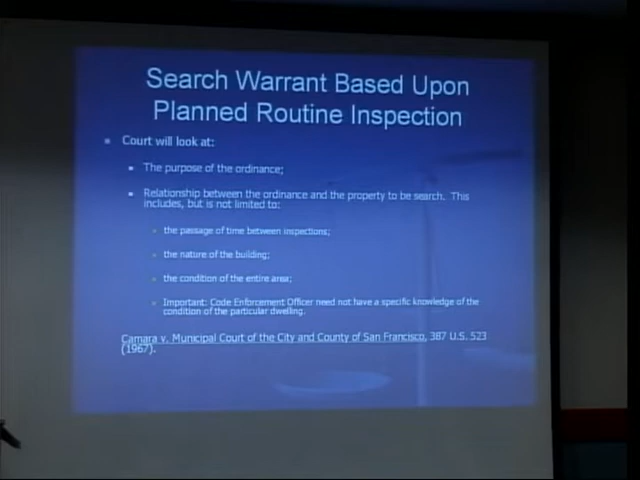 Search Warrant Based Upon
Planned Routine Inspection
Court will look at:
The purpose of the ordinance;
Relationship between the ordinance and the property to be search. This
includes, but is not limited to:
the passage of time between inspections;
the nature of the building;
the condition of the entire area;
Important: Code Enforcement Officer need not have a specific knowledge of the
condition of the particular dwelling.
Camara v. Municipal Court of the City and County of San Francisco, 387 U.S. 523
(1967).